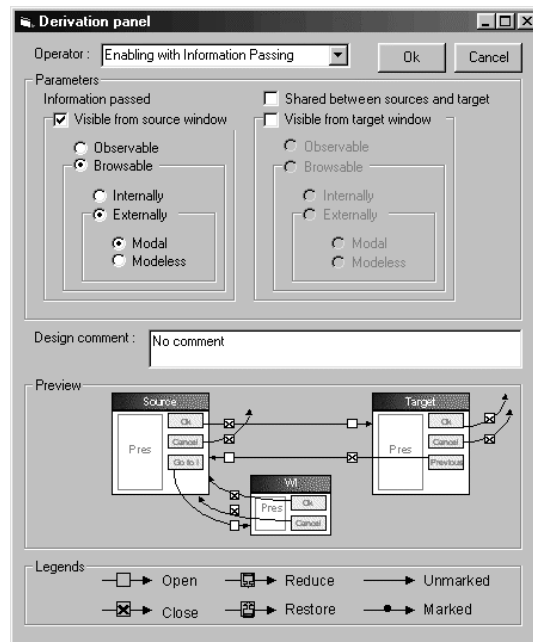 Derivation panel
Operator : Enabling with Information Passing Ok Cancel
Parameters
Information passed Shared between sources and target
Visible from source window Visible from target window
Observable Observable
Browsable Browsable
Internally Internally
Externally Externally
Modal Modal
Modeless Modeless
Design comment : No comment
Preview
Source Target
Ok Ok
Pres Cancel Pres Cancel
Go to I Previous
WI
Pres Ok
Cancel
Legends
Open Reduce Unmarked
Close Restore Marked